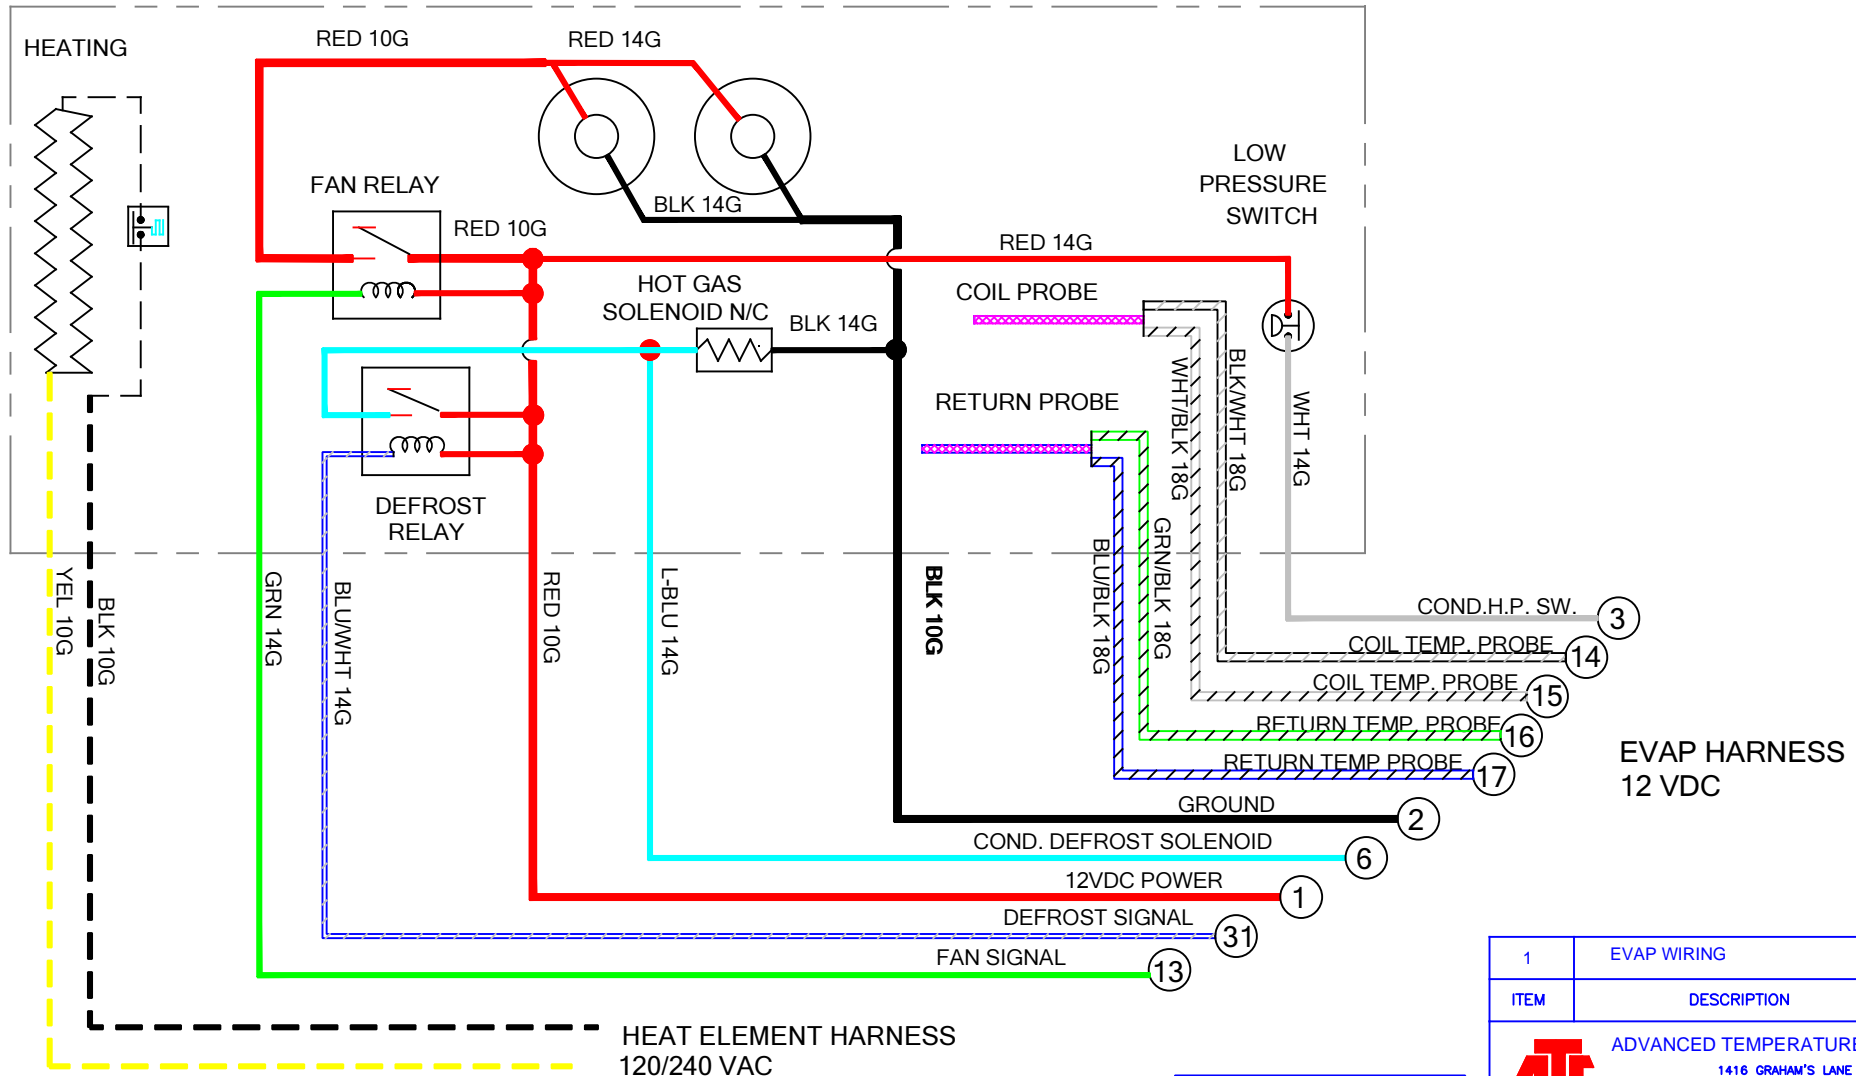 HEATING
RED 10G
RED 14G
FAN RELAY
RED 10G
BLK 14G
LOW
PRESSURE
SWITCH
RED 14G
HOT GAS
SOLENOID N/C
BLK 14G
COIL PROBE
RETURN PROBE
WHT/BLK 18G
BLK/WHT 18G
WHT 14G
DEFROST
RELAY
YEL 10G
BLK 10G
GRN 14G
BLU/WHT 14G
RED 10G
L-BLU 14G
BLK 10G
BLU/BLK 18G
GRN/BLK 18G
COND.H.P. SW.
3
COIL TEMP. PROBE
14
COIL TEMP. PROBE
15
RETURN TEMP. PROBE
16
RETURN TEMP PROBE
17
EVAP HARNESS
12 VDC
GROUND
2
COND. DEFROST SOLENOID
6
12VDC POWER
1
DEFROST SIGNAL
31
FAN SIGNAL
13
HEAT ELEMENT HARNESS
120/240 VAC
1 EVAP WIRING
ITEM DESCRIPTION
ATE
ADVANCED TEMPERATURE
1416 GRAHAM'S LANE